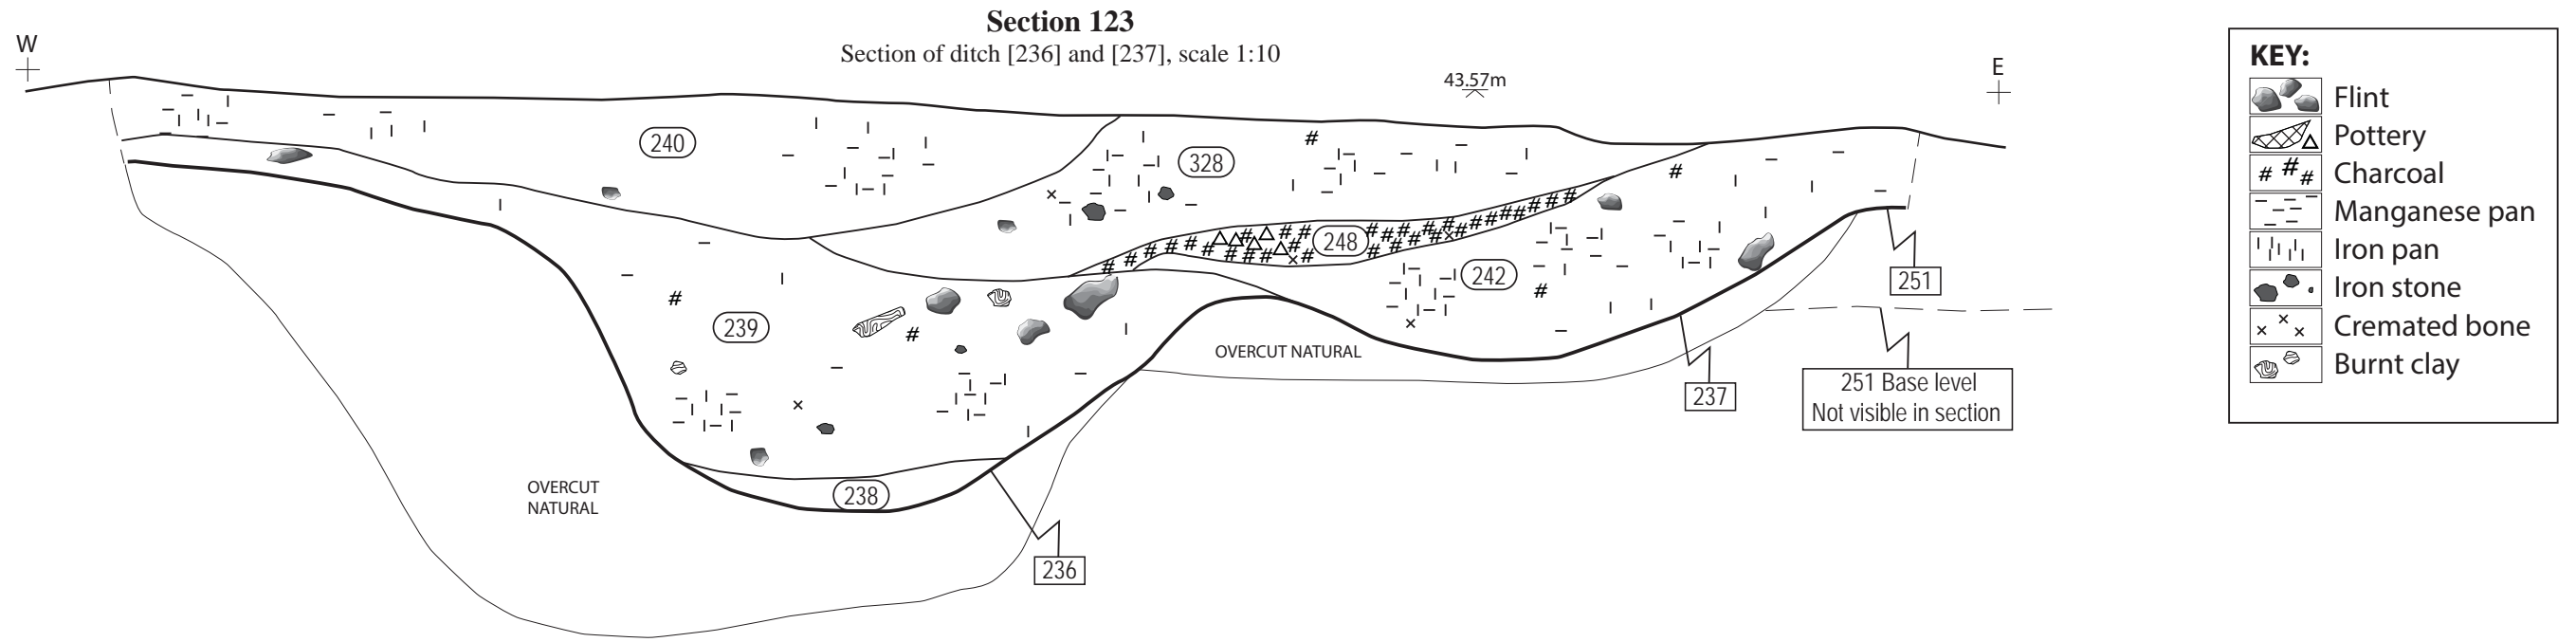 Section 123
Section of ditch [236] and [237], scale 1:10
W
43.57m
E
240
328
248
242
239
251
OVERCUT NATURAL
237
251 Base level
Not visible in section
OVERCUT
NATURAL
238
236
KEY:
Flint
Pottery
Charcoal
Manganese pan
Iron pan
Iron stone
Cremated bone
Burnt clay